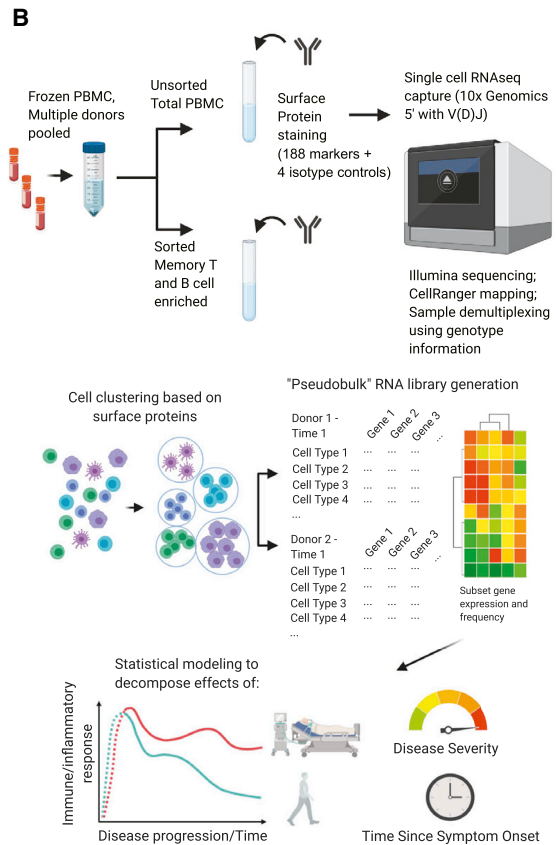 B
Frozen PBMC,
Multiple donors
pooled
Unsorted
Total PBMC
Surface
Protein
staining
(188 markers +
4 isotype controls)
Single cell RNAseq
capture (10x Genomics
5' with V(D)J)
Sorted
Memory T
and B cell
enriched
Illumina sequencing;
CellRanger mapping;
Sample demultiplexing
using genotype
information
Cell clustering based on
surface proteins
"Pseudobulk" RNA library generation
Donor 1 -
Time 1
Gene 1
Gene 2
Gene 3
...
Cell Type 1 ... ... ...
Cell Type 2 ... ... ...
Cell Type 3 ... ... ...
Cell Type 4 ... ... ...
...
Donor 2 -
Time 1
Gene 1
Gene 2
Gene 3
...
Cell Type 1 ... ... ...
Cell Type 2 ... ... ...
Cell Type 3 ... ... ...
Cell Type 4 ... ... ...
...
Subset gene
expression and
frequency
Statistical modeling to
decompose effects of:
Immune/inflammatory
response
Disease progression/Time
Disease Severity
Time Since Symptom Onset